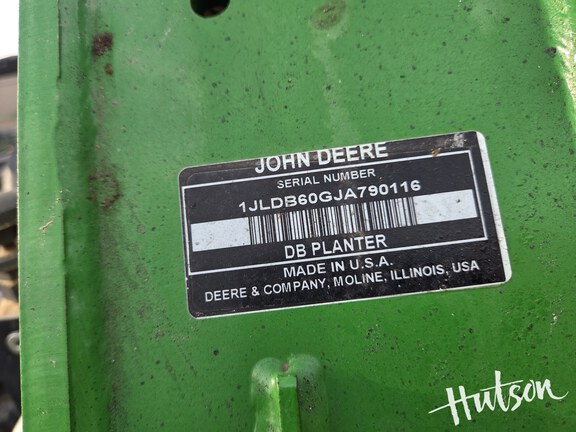 JOHN DEERE
SERIAL NUMBER
1JLDB60GJA790116
DB PLANTER
MADE IN U.S.A.
DEERE & COMPANY, MOLINE, ILLINOIS, USA
Hutson